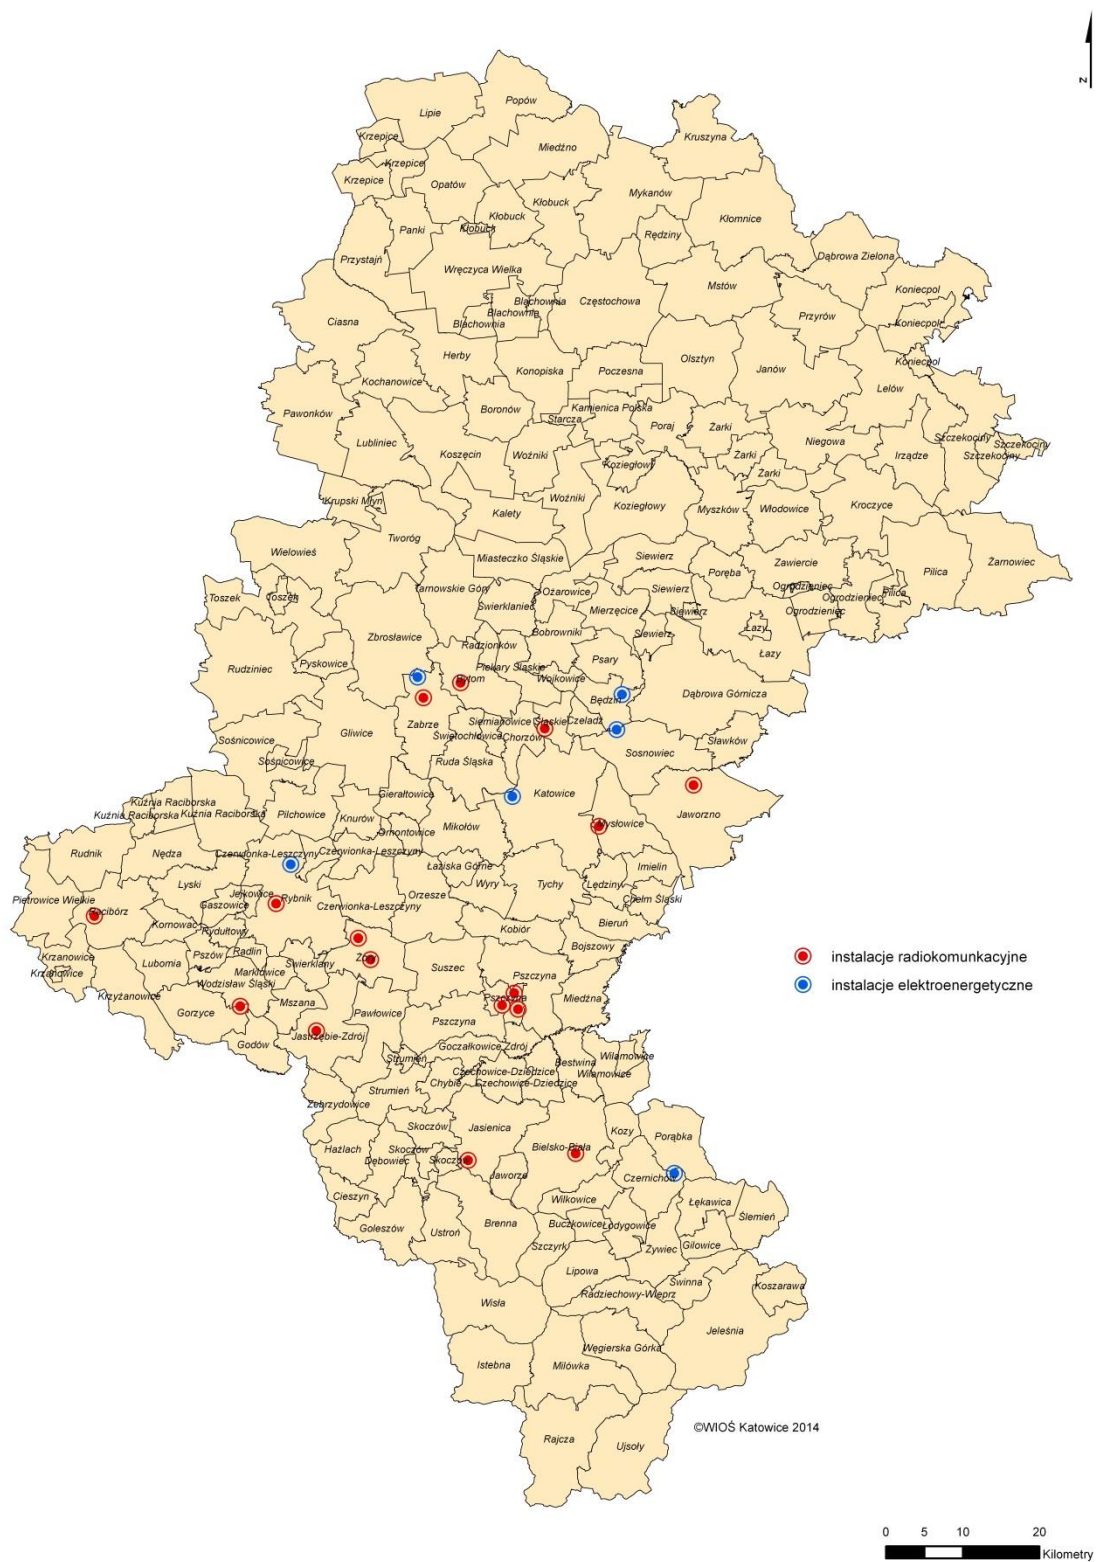 z
Popów
Lipie
Kruszyna
Krzepice
Miedźno
Krzepice
Krzepice
Opatów
Mykanów
Kłobuck
Kłobuck
Kłomnice
Kłobuck
Panki
Rędziny
Dąbrowa Zielona
Przystajń
Wręczyca Wielka
Mstów
Koniecpol
Blachownia
Częstochowa
Blachownia
Przyrów
Ciasna
Blachownia
Koniecpol
Herby
Olsztyn
Koniecpol
Konopiska
Poczesna
Janów
Kochanowice
Lelów
Boronów
Kamienica Polska
Pawonków
Starcza
Poraj
Żarki
Szczekociny
Lubliniec
Niegowa
Szczekociny
Koszęcin
Woźniki
Żarki
Irządze
Szczekociny
Koziegłowy
Żarki
Woźniki
Krupski Młyn
Koziegłowy
Myszków
Włodowice
Kroczyce
Kalety
Tworóg
Wielowieś
Miasteczko Śląskie
Siewierz
Zawiercie
Żarnowiec
Poręba
Pilica
Tarnowskie Góry
Ożarowice
Siewierz
Ogrodzieniec
Toszek
Toszek
Świerklaniec
Mierzęcice
Siewierz
Ogrodzieniec
Pilica
Ogrodzieniec
Zbrosławice
Bobrowniki
Siewierz
Łazy
Radzionków
Łazy
Rudziniec
Pyskowice
Piekary Śląskie
Psary
Bytom
Wojkowice
Dąbrowa Górnicza
Będzin
Zabrze
Siemianowice Śląskie
Czeladź
Gliwice
Świętochłowice
Chorzów
Sławków
Sośnicowice
Sosnowiec
Sośnicowice
Ruda Śląska
Gierałtowice
Katowice
Jaworzno
Kuźnia Raciborska
Kuźnia Raciborska
Kuźnia Raciborska
Pilchowice
Knurów
Mikołów
Mysłowice
Ornontowice
Rudnik
Nędza
Czerwionka-Leszczyny
Czerwionka-Leszczyny
Łaziska Górne
Imielin
Lyski
Wyry
Tychy
Lędziny
Pietrowice Wielkie
Jejkowice
Rybnik
Orzesze
Chełm Śląski
Gaszowice
Czerwionka-Leszczyny
Racibórz
Kornowac
Rydułtowy
Kobiór
Bieruń
Krzanowice
Lubomia
Pszów
Radlin
Żory
Bojszowy
instalacje radiokomunkacyjne
Krzanowice
Marklowice
Świerklany
Suszec
Pszczyna
Wodzisław Śląski
instalacje elektroenergetyczne
Krzyżanowice
Mszana
Pszczyna
Miedźna
Gorzyce
Pawłowice
Pszczyna
Godów
Jastrzębie-Zdrój
Goczałkowice Zdrój
Strumień
Bestwina
Wilamowice
Czechowice-Dziedzice
Wilamowice
Chybie
Czechowice-Dziedzice
Strumień
Zebrzydowice
Skoczów
Jasienica
Kozy
Porąbka
Hażlach
Skoczów
Bielsko-Biała
Dębowiec
Skoczów
Jaworze
Czernichów
Cieszyn
Wilkowice
Łękawica
Goleszów
Ustroń
Brenna
Buczkowice
Łodygowice
Ślemień
Szczyrk
Żywiec
Gilowice
Lipowa
Świnna
Koszarawa
Wisła
Radziechowy-Wieprz
Jeleśnia
Węgierska Górka
Istebna
Milówka
©WIOŚ Katowice 2014
Rajcza
Ujsoły
0 5 10 20
Kilometry